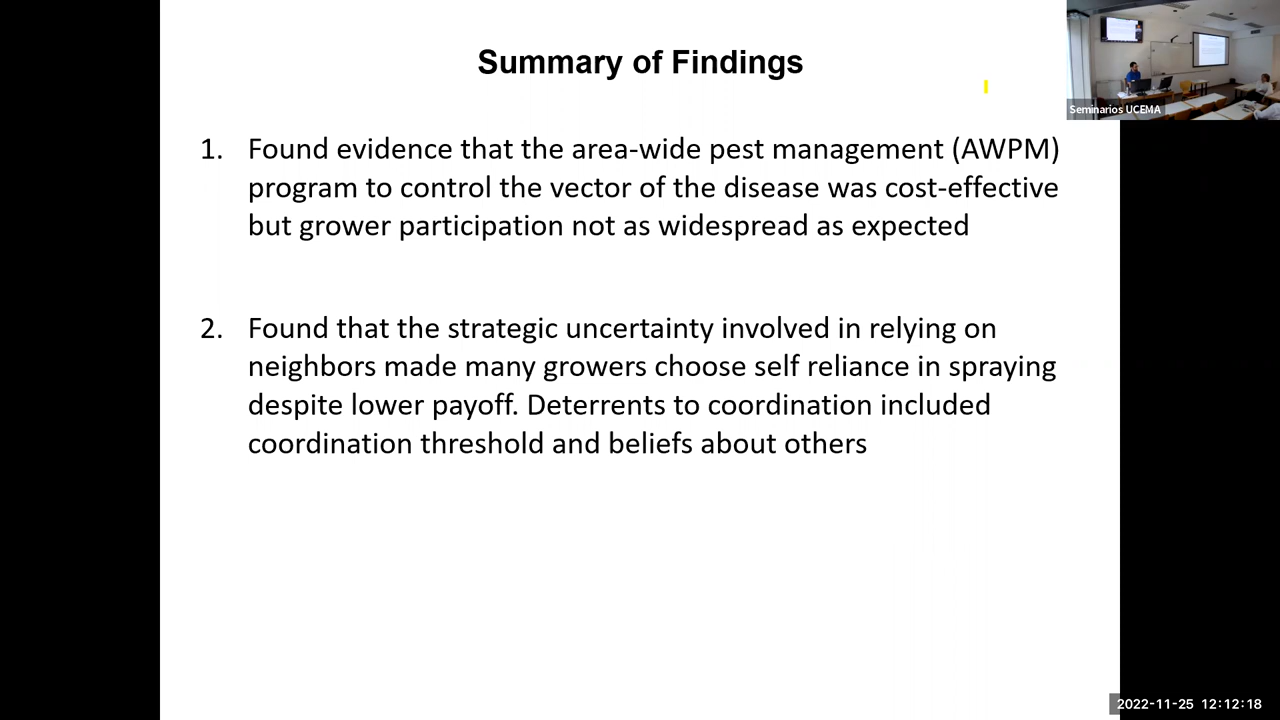 Summary of Findings
Seminarios UCEMA
1. Found evidence that the area-wide pest management (AWPM)
program to control the vector of the disease was cost-effective
but grower participation not as widespread as expected
2. Found that the strategic uncertainty involved in relying on
neighbors made many growers choose self reliance in spraying
despite lower payoff. Deterrents to coordination included
coordination threshold and beliefs about others
2022-11-25 12:12:18